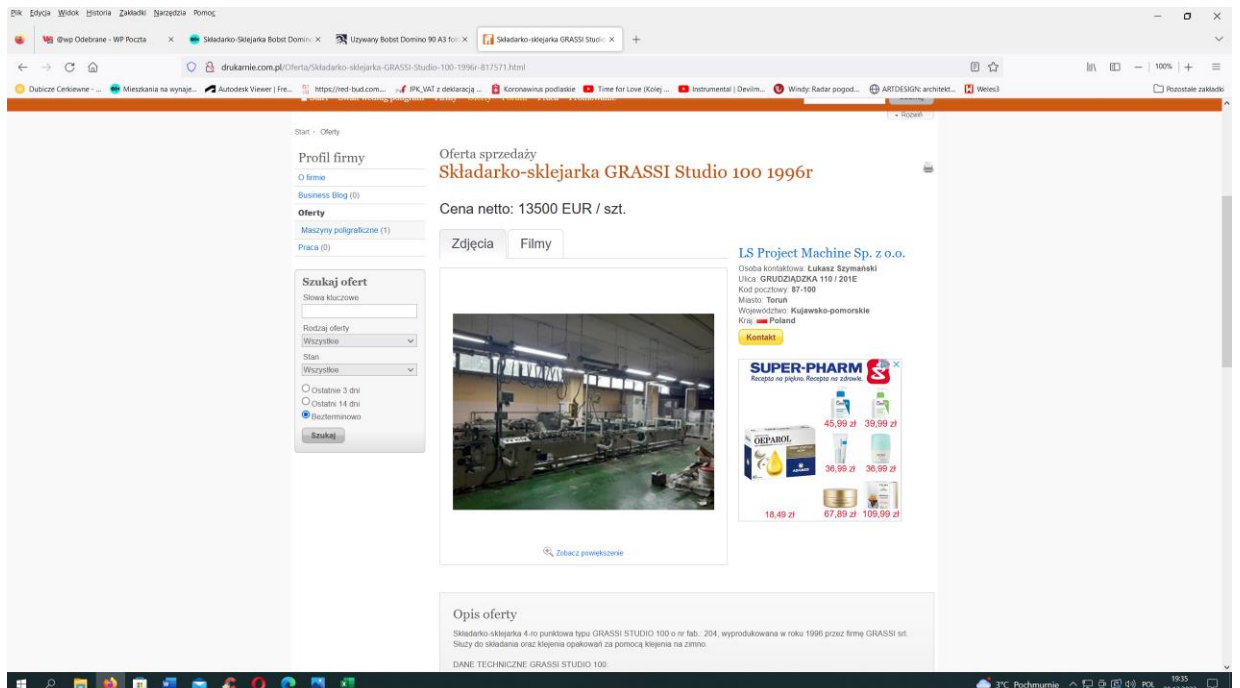 Plik Edycja Widok Historia Zakładki Narzędzia Pomoc
@wp Odebrane - WP Poczta
Składarko-Sklejarka Bobst Domin
Używany Bobst Domino 90 A3 fol
Składarko-sklejarka GRASSI Studi
drukarnie.com.pl/Oferta/Skladarko-sklejarka-GRASSI-Studio-100-1996r-817571.html
100%
Dubicze Cerkiewne - ...
Mieszkania na wynaje...
Autodesk Viewer | Fre...
https://red-bud.com...
JPK_VAT z deklaracją ...
Koronawirus podlaskie
Time for Love (Kolej ...
Instrumental | Devilm...
Windy: Radar pogod...
ARTDESIGN: architekt...
Weles3
Pozostałe zakładki
Rozwiń
Start - Oferty
Profil firmy
O firmie
Business Blog (0)
Oferty
Maszyny poligraficzne (1)
Praca (0)
Szukaj ofert
Słowa kluczowe
Rodzaj oferty
Wszystkie
Stan
Wszystkie
Ostatnie 3 dni
Ostatni 14 dni
Bezterminowo
Szukaj
Oferta sprzedaży
Składarko-sklejarka GRASSI Studio 100 1996r
Cena netto: 13500 EUR / szt.
Zdjęcia Filmy
Zobacz powiększenie
LS Project Machine Sp. z o.o.
Osoba kontaktowa: Łukasz Szymański
Ulica: GRUDZIĄDZKA 110 / 201E
Kod pocztowy: 87-100
Miasto: Toruń
Województwo: Kujawsko-pomorskie
Kraj: Poland
Kontakt
SUPER-PHARM
Recepta na piękno. Recepta na zdrowie.
45,99 zł 39,99 zł
OEPAROL
36,99 zł 36,99 zł
18,49 zł 67,89 zł 109,99 zł
Opis oferty
Składarko-sklejarka 4-ro punktowa typu GRASSI STUDIO 100 o nr fab.: 204, wyprodukowana w roku 1996 przez firmę GRASSI srl.
Służy do składania oraz klejenia opakowań za pomocą klejenia na zimno.
DANE TECHNICZNE GRASSI STUDIO 100:
3°C Pochmurnie
POL
19:35